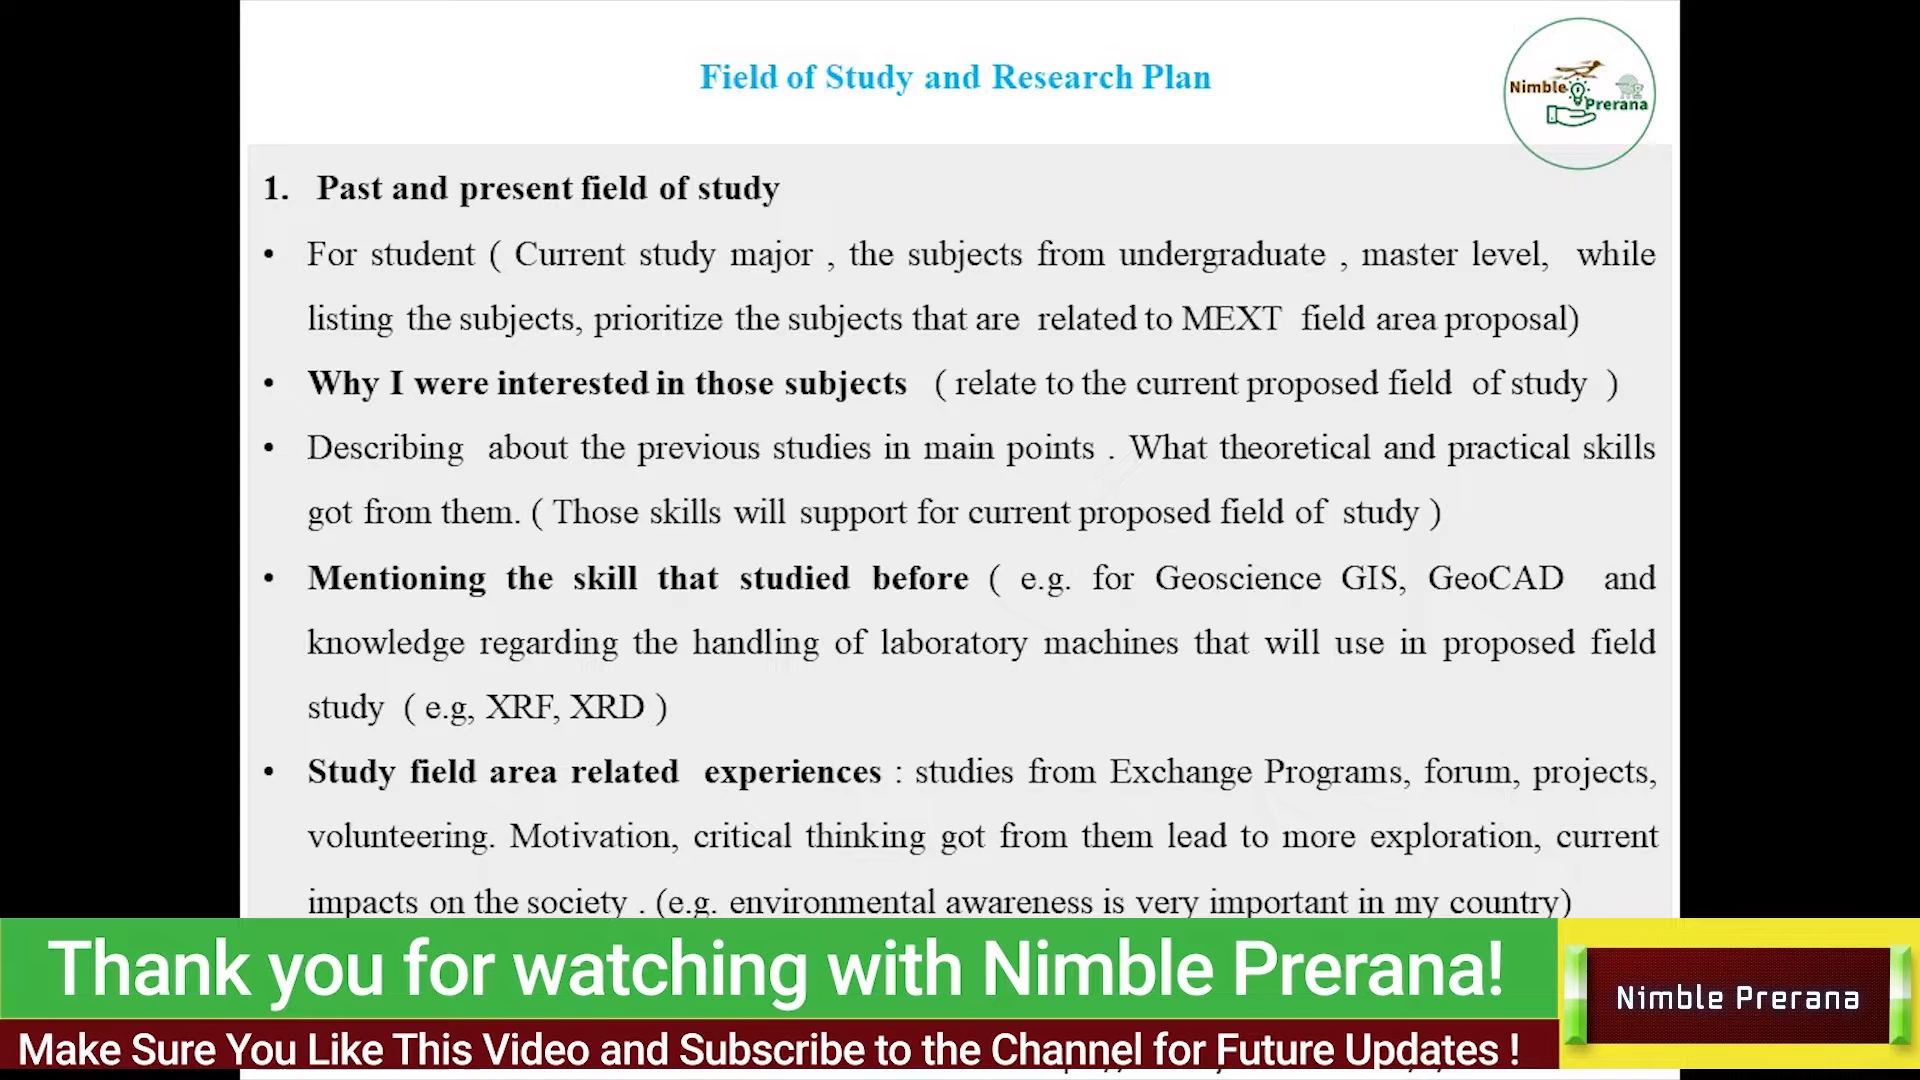 Field of Study and Research Plan
Nimble
Prerana
1. Past and present field of study
• For student ( Current study major , the subjects from undergraduate , master level, while
listing the subjects, prioritize the subjects that are related to MEXT field area proposal)
• Why I were interested in those subjects ( relate to the current proposed field of study )
• Describing about the previous studies in main points . What theoretical and practical skills
got from them. ( Those skills will support for current proposed field of study )
• Mentioning the skill that studied before ( e.g. for Geoscience GIS, GeoCAD and
knowledge regarding the handling of laboratory machines that will use in proposed field
study ( e.g, XRF, XRD )
• Study field area related experiences : studies from Exchange Programs, forum, projects,
volunteering. Motivation, critical thinking got from them lead to more exploration, current
impacts on the society . (e.g. environmental awareness is very important in my country)
Thank you for watching with Nimble Prerana!
Nimble Prerana
Make Sure You Like This Video and Subscribe to the Channel for Future Updates !